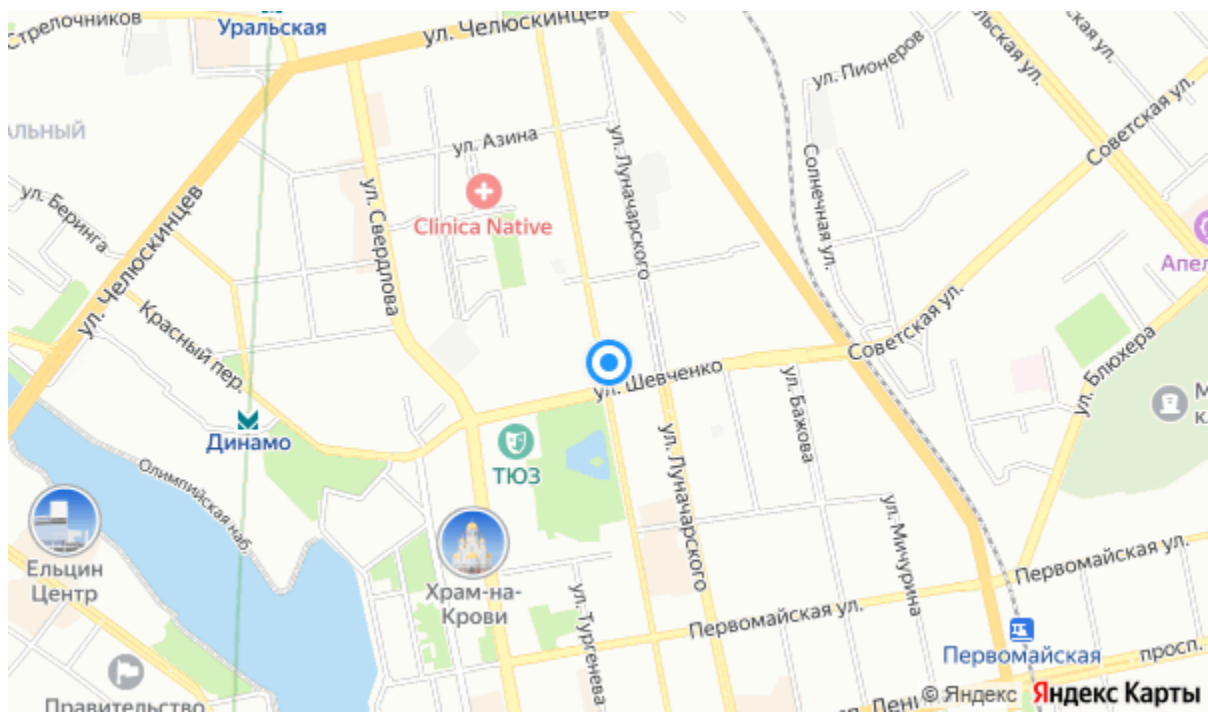 Стрелочников
Уральская
ул. Челюскинцев
ул. Пионеров
Советская ул.
ул. Азина
ул. Луначарского
Солнечная ул.
ул. Беринга
ул. Челюскинцев
ул. Свердлова
Clinica Native
Красный пер.
Советская ул.
ул. Блюхера
ул. Шевченко
ул. Бажова
Динамо
ТЮЗ
ул. Луначарского
Олимпийская наб.
ул. Мичурина
Ельцин
Центр
Храм-на-
Крови
ул. Тургенева
Первомайская ул.
Первомайская ул.
Первомайская
просп.
Правительство
© Яндекс Яндекс Карты